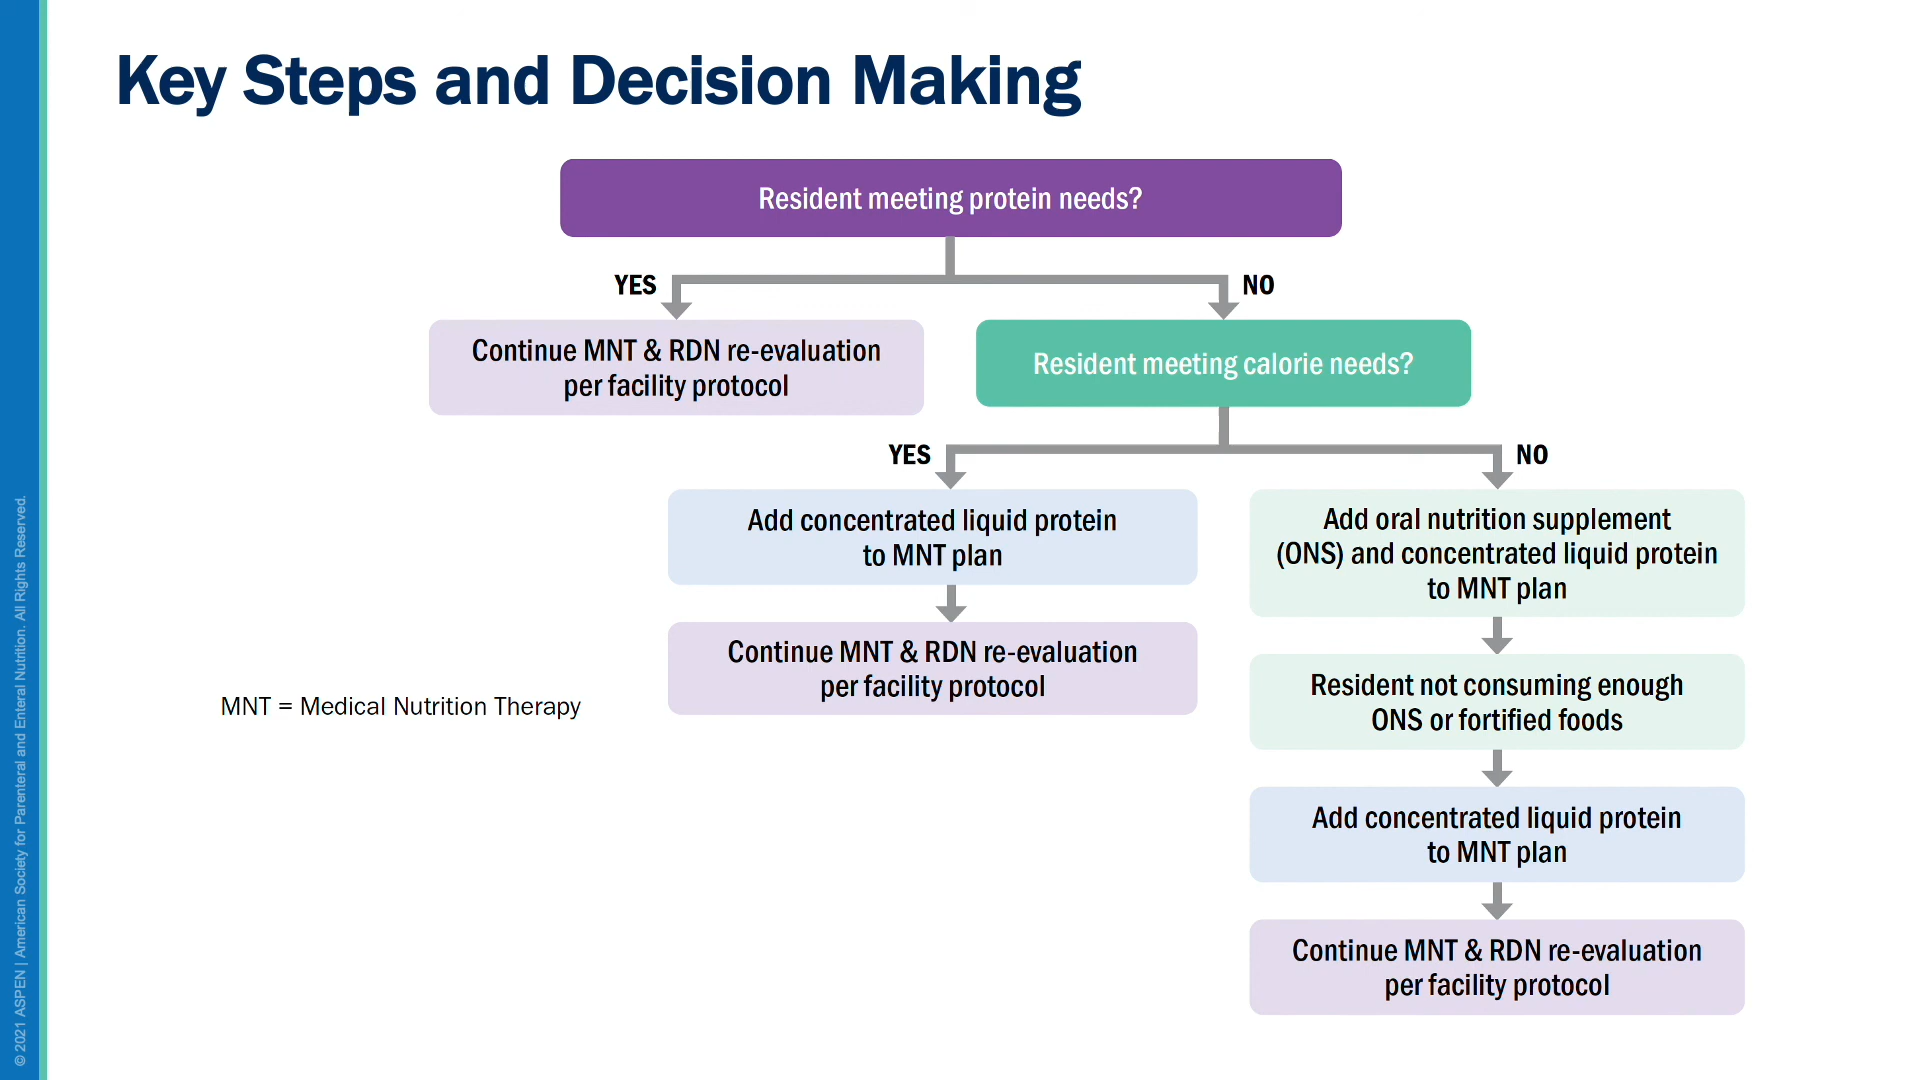 Key Steps and Decision Making
Resident meeting protein needs?
YES
NO
Continue MNT & RDN re-evaluation
per facility protocol
Resident meeting calorie needs?
YES
NO
Add concentrated liquid protein
to MNT plan
Add oral nutrition supplement
(ONS) and concentrated liquid protein
to MNT plan
Continue MNT & RDN re-evaluation
per facility protocol
Resident not consuming enough
ONS or fortified foods
MNT = Medical Nutrition Therapy
Add concentrated liquid protein
to MNT plan
Continue MNT & RDN re-evaluation
per facility protocol
© 2021 ASPEN | American Society for Parenteral and Enteral Nutrition. All Rights Reserved.